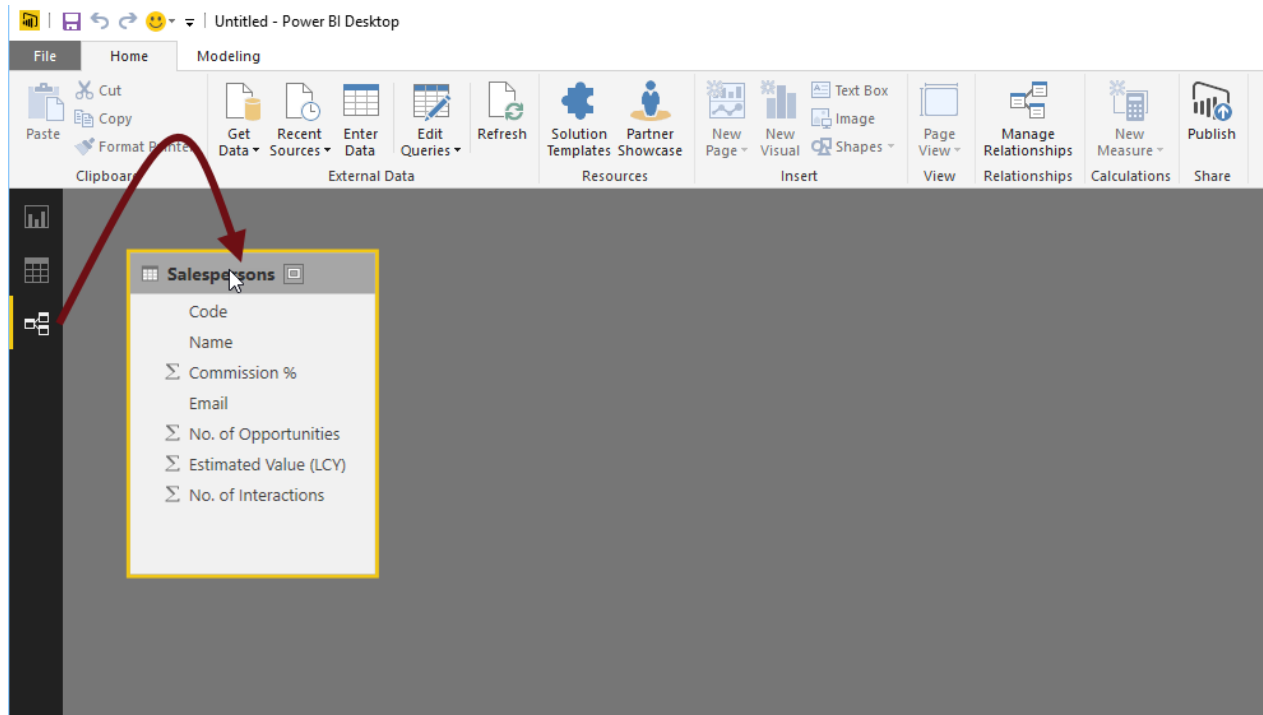 Untitled - Power BI Desktop
File Home Modeling
Cut
Copy
Format Painter
Paste
Clipboard
Get Data
Recent Sources
Enter Data
Edit Queries
Refresh
External Data
Solution Templates
Partner Showcase
Resources
New Page
New Visual
Text Box
Image
Shapes
Insert
Page View
View
Manage Relationships
Relationships
New Measure
Calculations
Publish
Share
Salespersons
Code
Name
Σ Commission %
Email
Σ No. of Opportunities
Σ Estimated Value (LCY)
Σ No. of Interactions